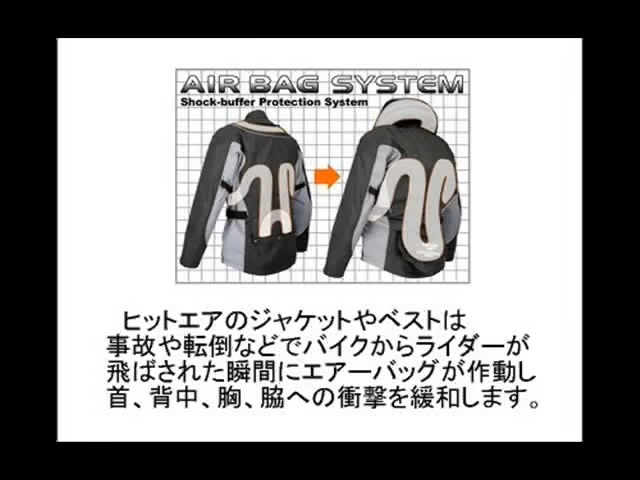 AIR BAG SYSTEM
Shock-buffer Protection System
ヒットエアのジャケットやベストは
事故や転倒などでバイクからライダーが
飛ばされた瞬間にエアーバッグが作動し
首、背中、胸、脇への衝撃を緩和します。